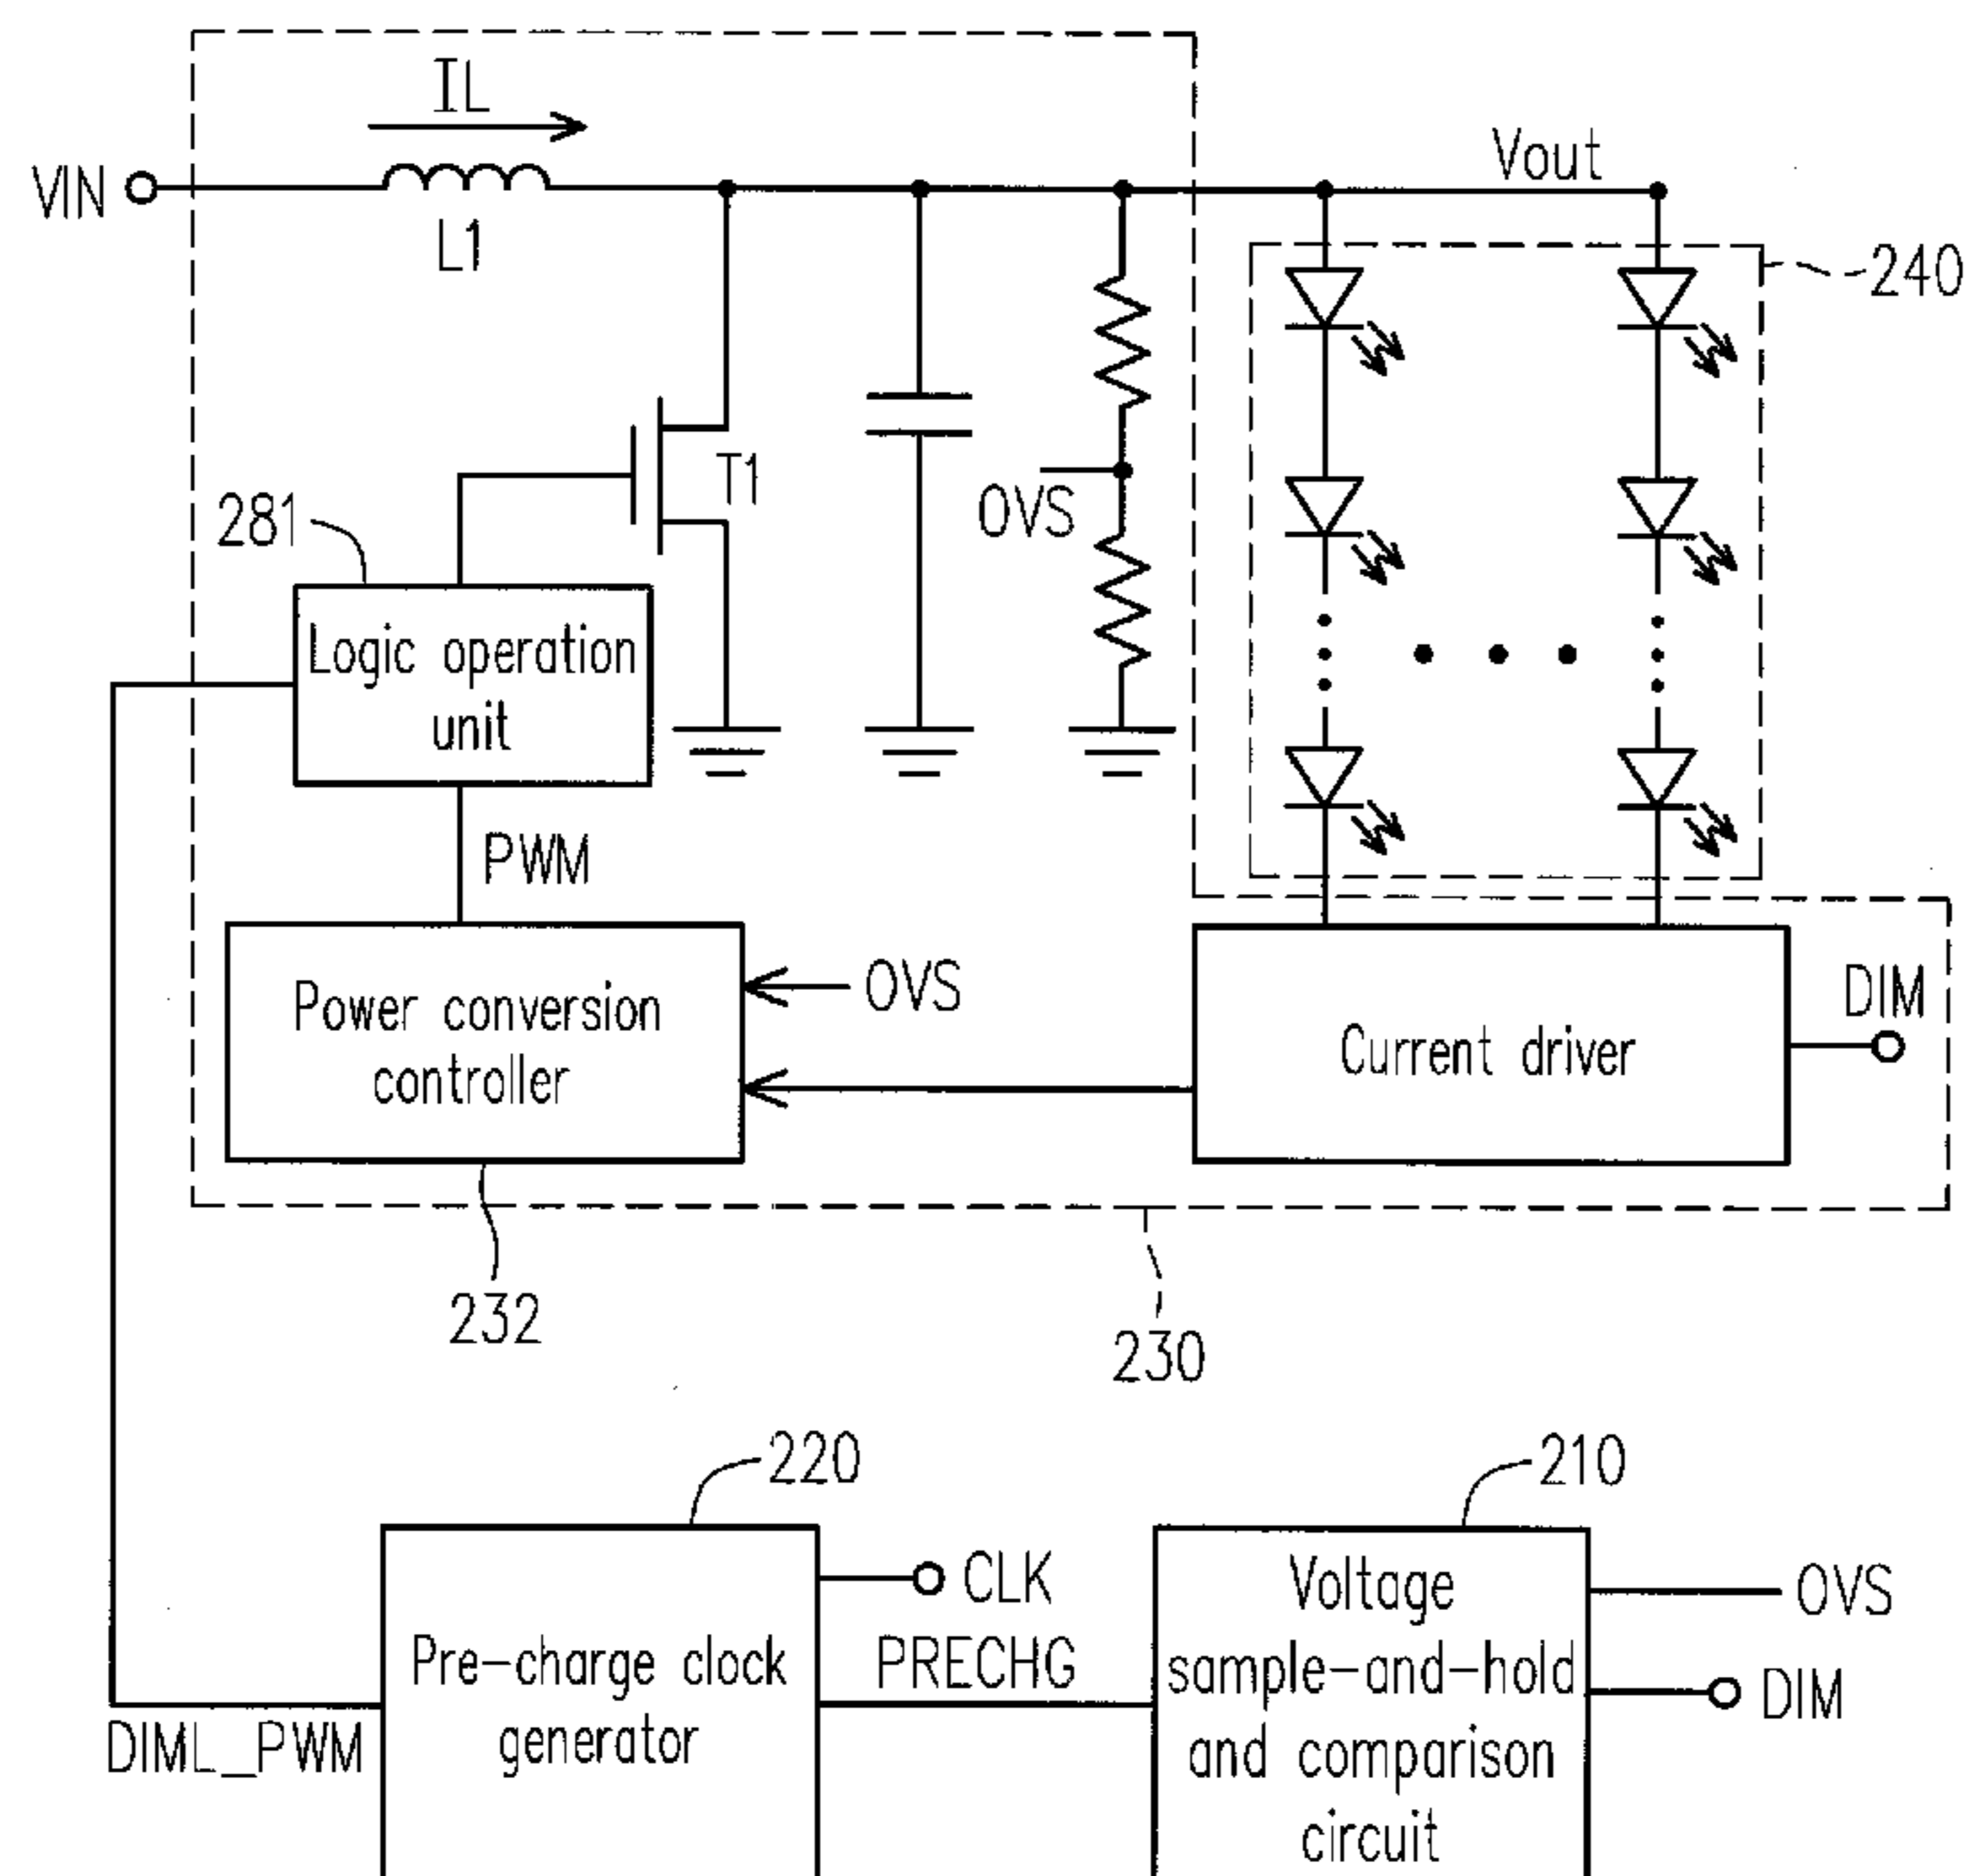 IL
VIN
L1
Vout
240
T1
OVS
281
Logic operation
unit
PWM
Power conversion
controller
OVS
Current driver
DIM
232
230
220
210
Pre-charge clock
generator
CLK
PRECHG
DIML_PWM
Voltage
sample-and-hold
and comparison
circuit
OVS
DIM